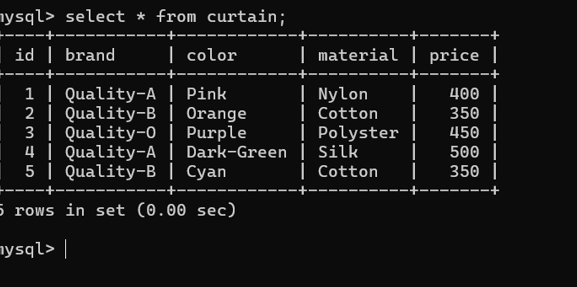 mysql> select * from curtain;
+----+-----------+------------+----------+-------+
| id | brand     | color      | material | price |
+----+-----------+------------+----------+-------+
|  1 | Quality-A | Pink       | Nylon    |   400 |
|  2 | Quality-B | Orange     | Cotton   |   350 |
|  3 | Quality-O | Purple     | Polyster |   450 |
|  4 | Quality-A | Dark-Green | Silk     |   500 |
|  5 | Quality-B | Cyan       | Cotton   |   350 |
+----+-----------+------------+----------+-------+
5 rows in set (0.00 sec)
mysql>